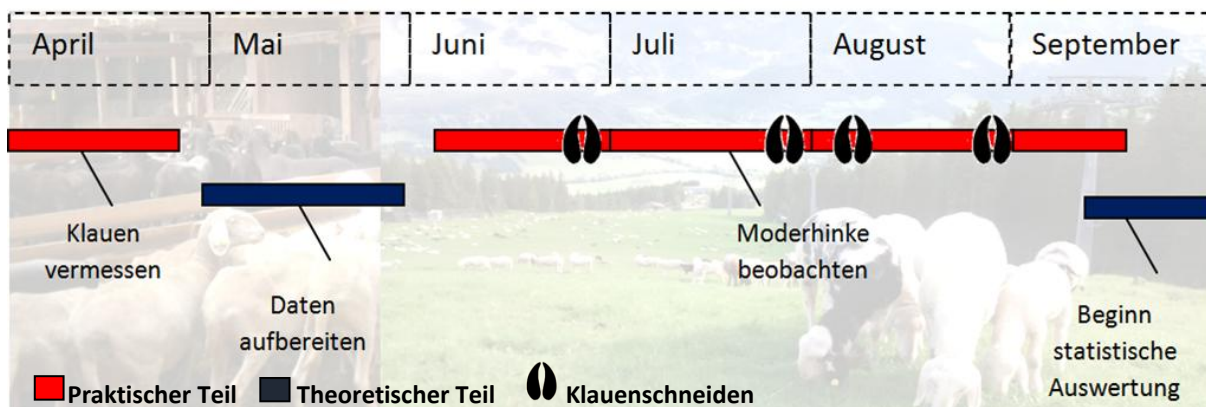 April Mai Juni Juli August September
Klauen
vermessen
Daten
aufbereiten
Moderhinke
beobachten
Beginn
statistische
Auswertung
Praktischer Teil Theoretischer Teil Klauenschneiden